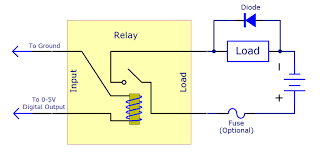 Diode
Relay
To Ground
Load
Input
Load
To 0-5V
Digital Output
Fuse
(Optional)